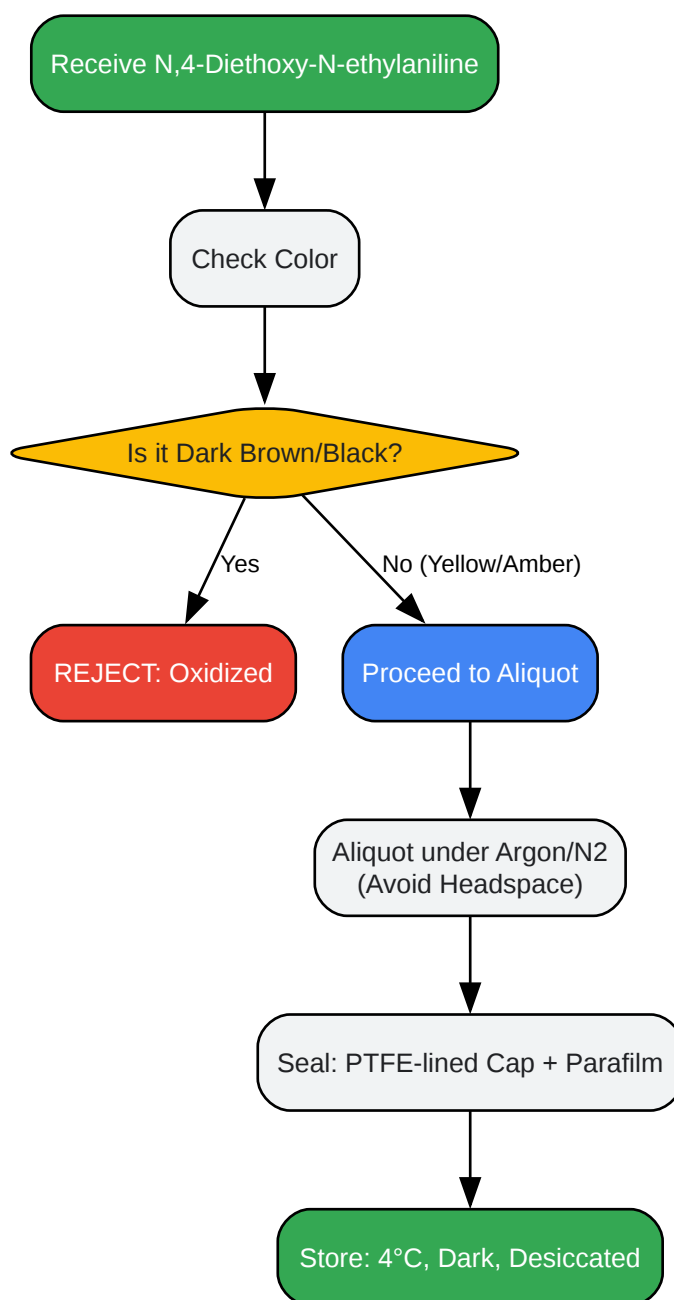 Receive N,4-Diethoxy-N-ethylaniline
Check Color
Is it Dark Brown/Black?
Yes
No (Yellow/Amber)
REJECT: Oxidized
Proceed to Aliquot
Aliquot under Argon/N2
(Avoid Headspace)
Seal: PTFE-lined Cap + Parafilm
Store: 4°C, Dark, Desiccated